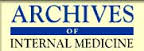 ARCHIVES
OF
INTERNAL MEDICINE